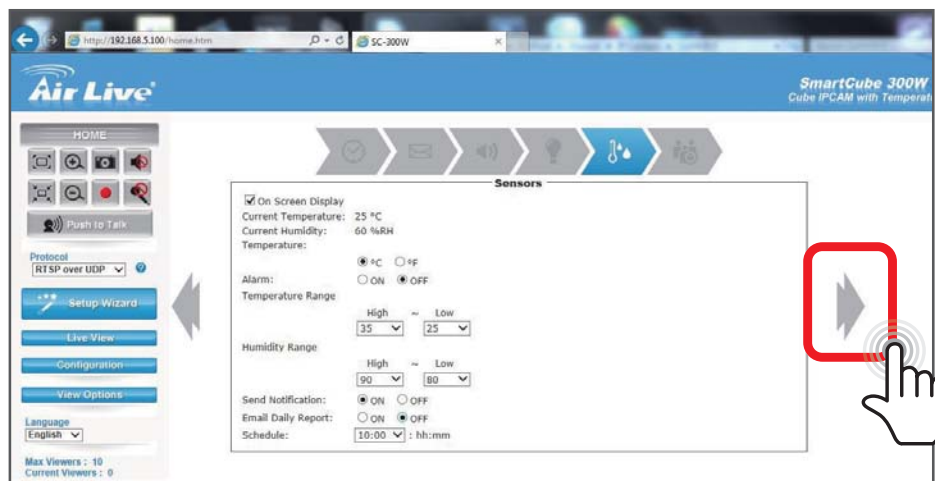 http://192.168.5.100/home.htm
SC-300W
Air Live
SmartCube 300W
Cube IPCAM with Temperat
HOME
Push to Talk
Protocol
RTSP over UDP
Setup Wizard
Live View
Configuration
View Options
Language
English
Max Viewers : 10
Current Viewers : 0
Sensors
On Screen Display
Current Temperature: 25 °C
Current Humidity: 60 %RH
Temperature:
°C °F
Alarm: ON OFF
Temperature Range
High ~ Low
35 25
Humidity Range
High ~ Low
90 80
Send Notification: ON OFF
Email Daily Report: ON OFF
Schedule: 10:00 : hh:mm